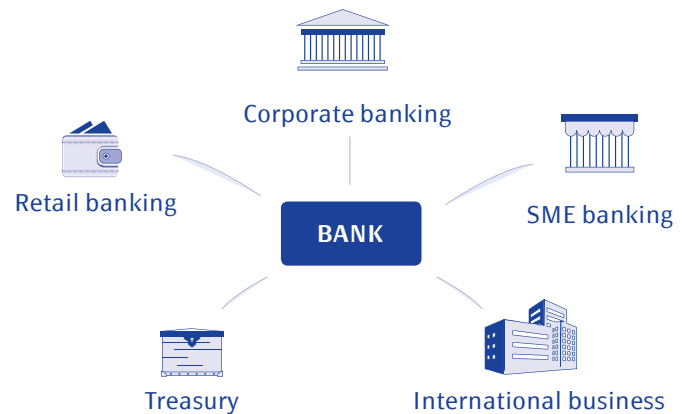 Corporate banking
Retail banking
SME banking
BANK
Treasury
International business